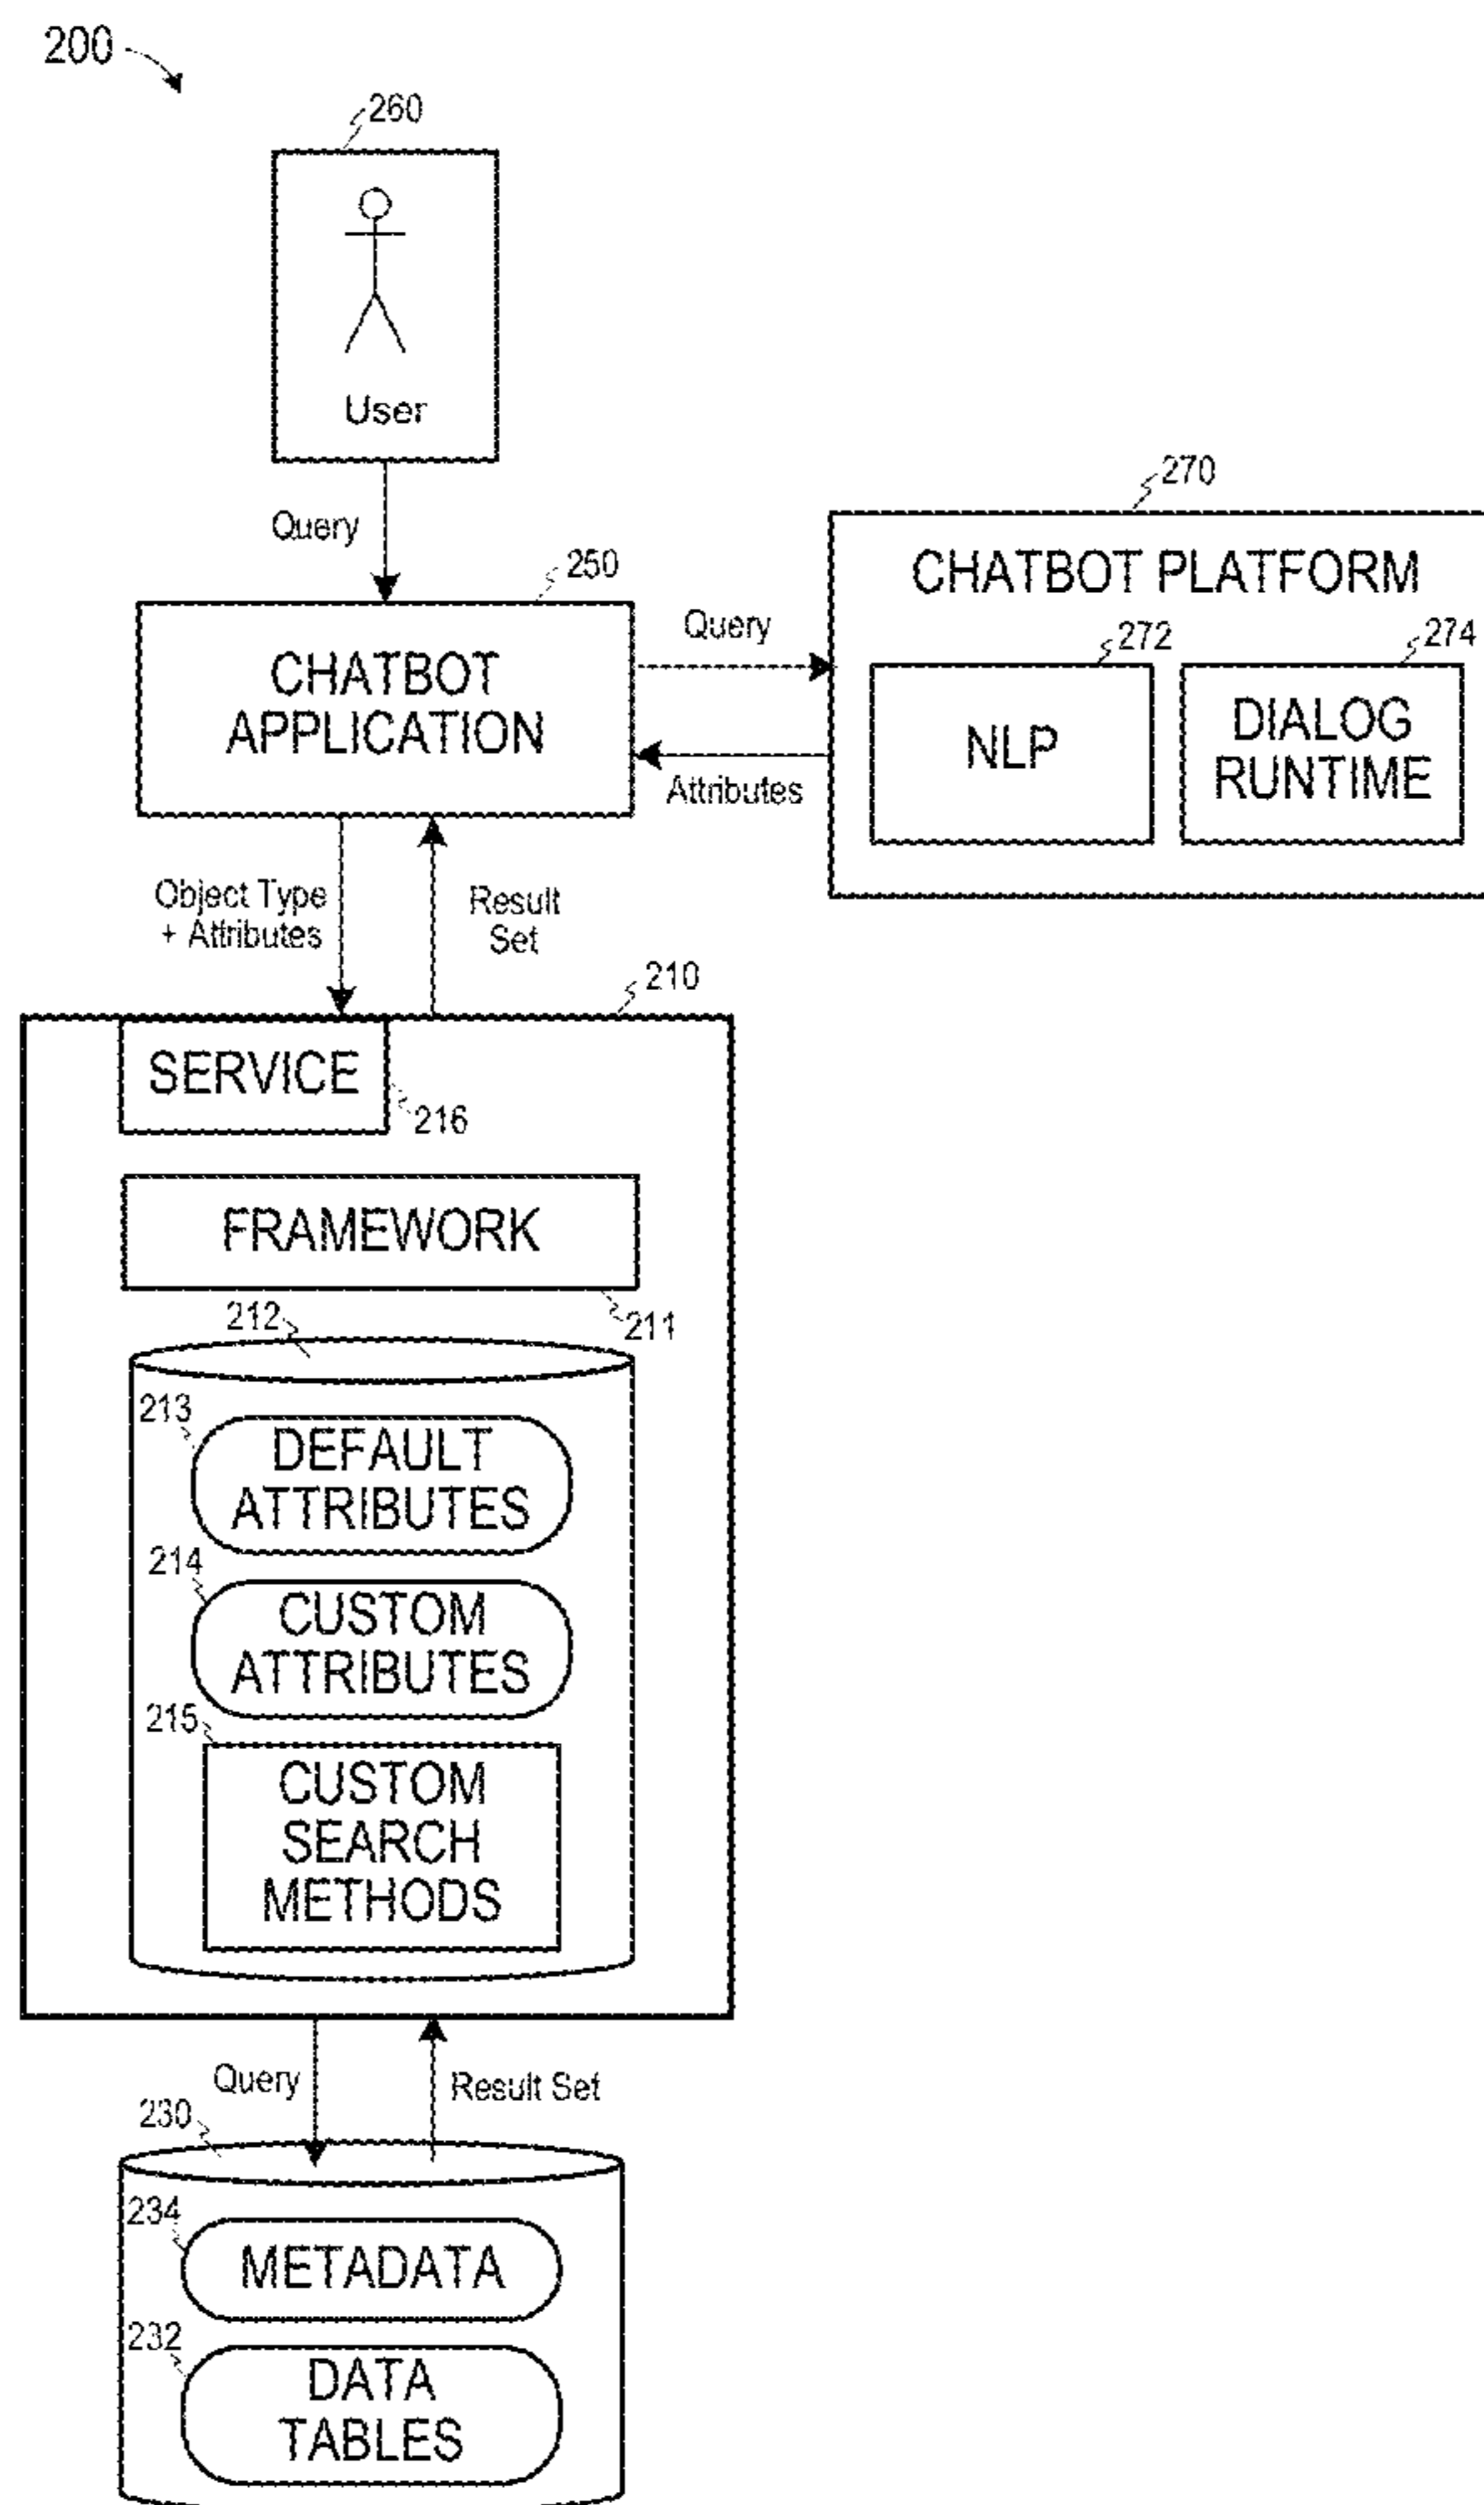 200
260
User
Query
250
CHATBOT
APPLICATION
Query
Attributes
270
CHATBOT PLATFORM
272
NLP
274
DIALOG
RUNTIME
Object Type
+ Attributes
Result
Set
210
SERVICE
216
FRAMEWORK
211
212
213
DEFAULT
ATTRIBUTES
214
CUSTOM
ATTRIBUTES
215
CUSTOM
SEARCH
METHODS
Query
Result Set
230
234
METADATA
232
DATA
TABLES